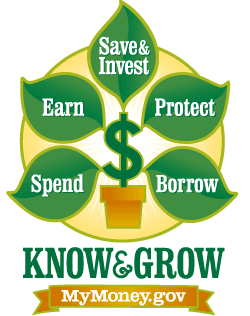 Save &
Invest
Earn
Protect
$
Spend
Borrow
KNOW&GROW
MyMoney.gov